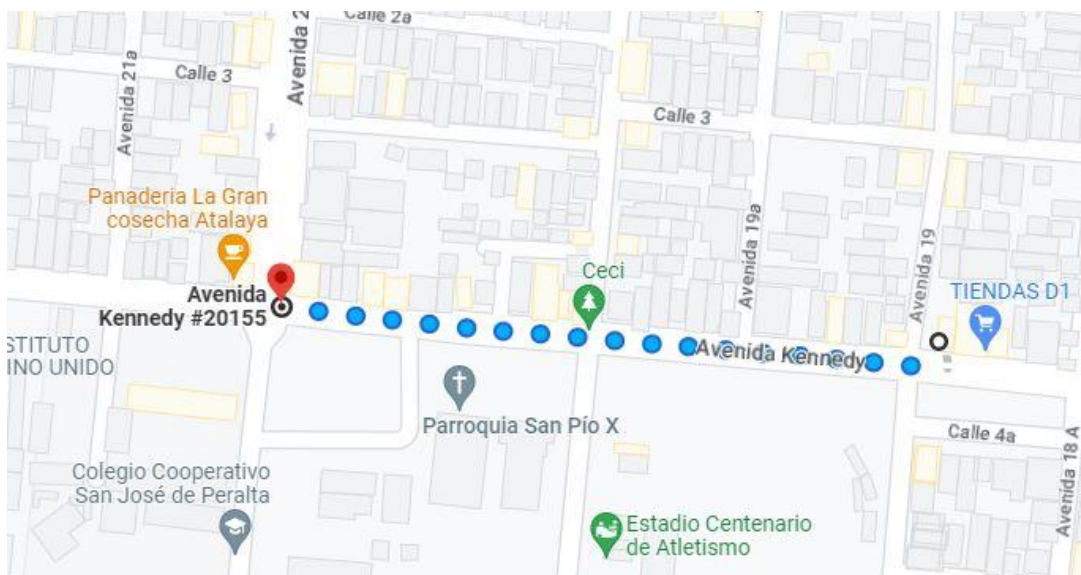 Calle 2a
Avenida 2
Avenida 21a
Calle 3
Calle 3
Panaderia La Gran
cosecha Atalaya
Avenida 19a
Avenida 19
Ceci
Avenida
Kennedy #20155
TIENDAS D1
STITUTO
INO UNIDO
Avenida Kennedy
Parroquia San Pío X
Calle 4a
Avenida 18 A
Colegio Cooperativo
San José de Peralta
Estadio Centenario
de Atletismo